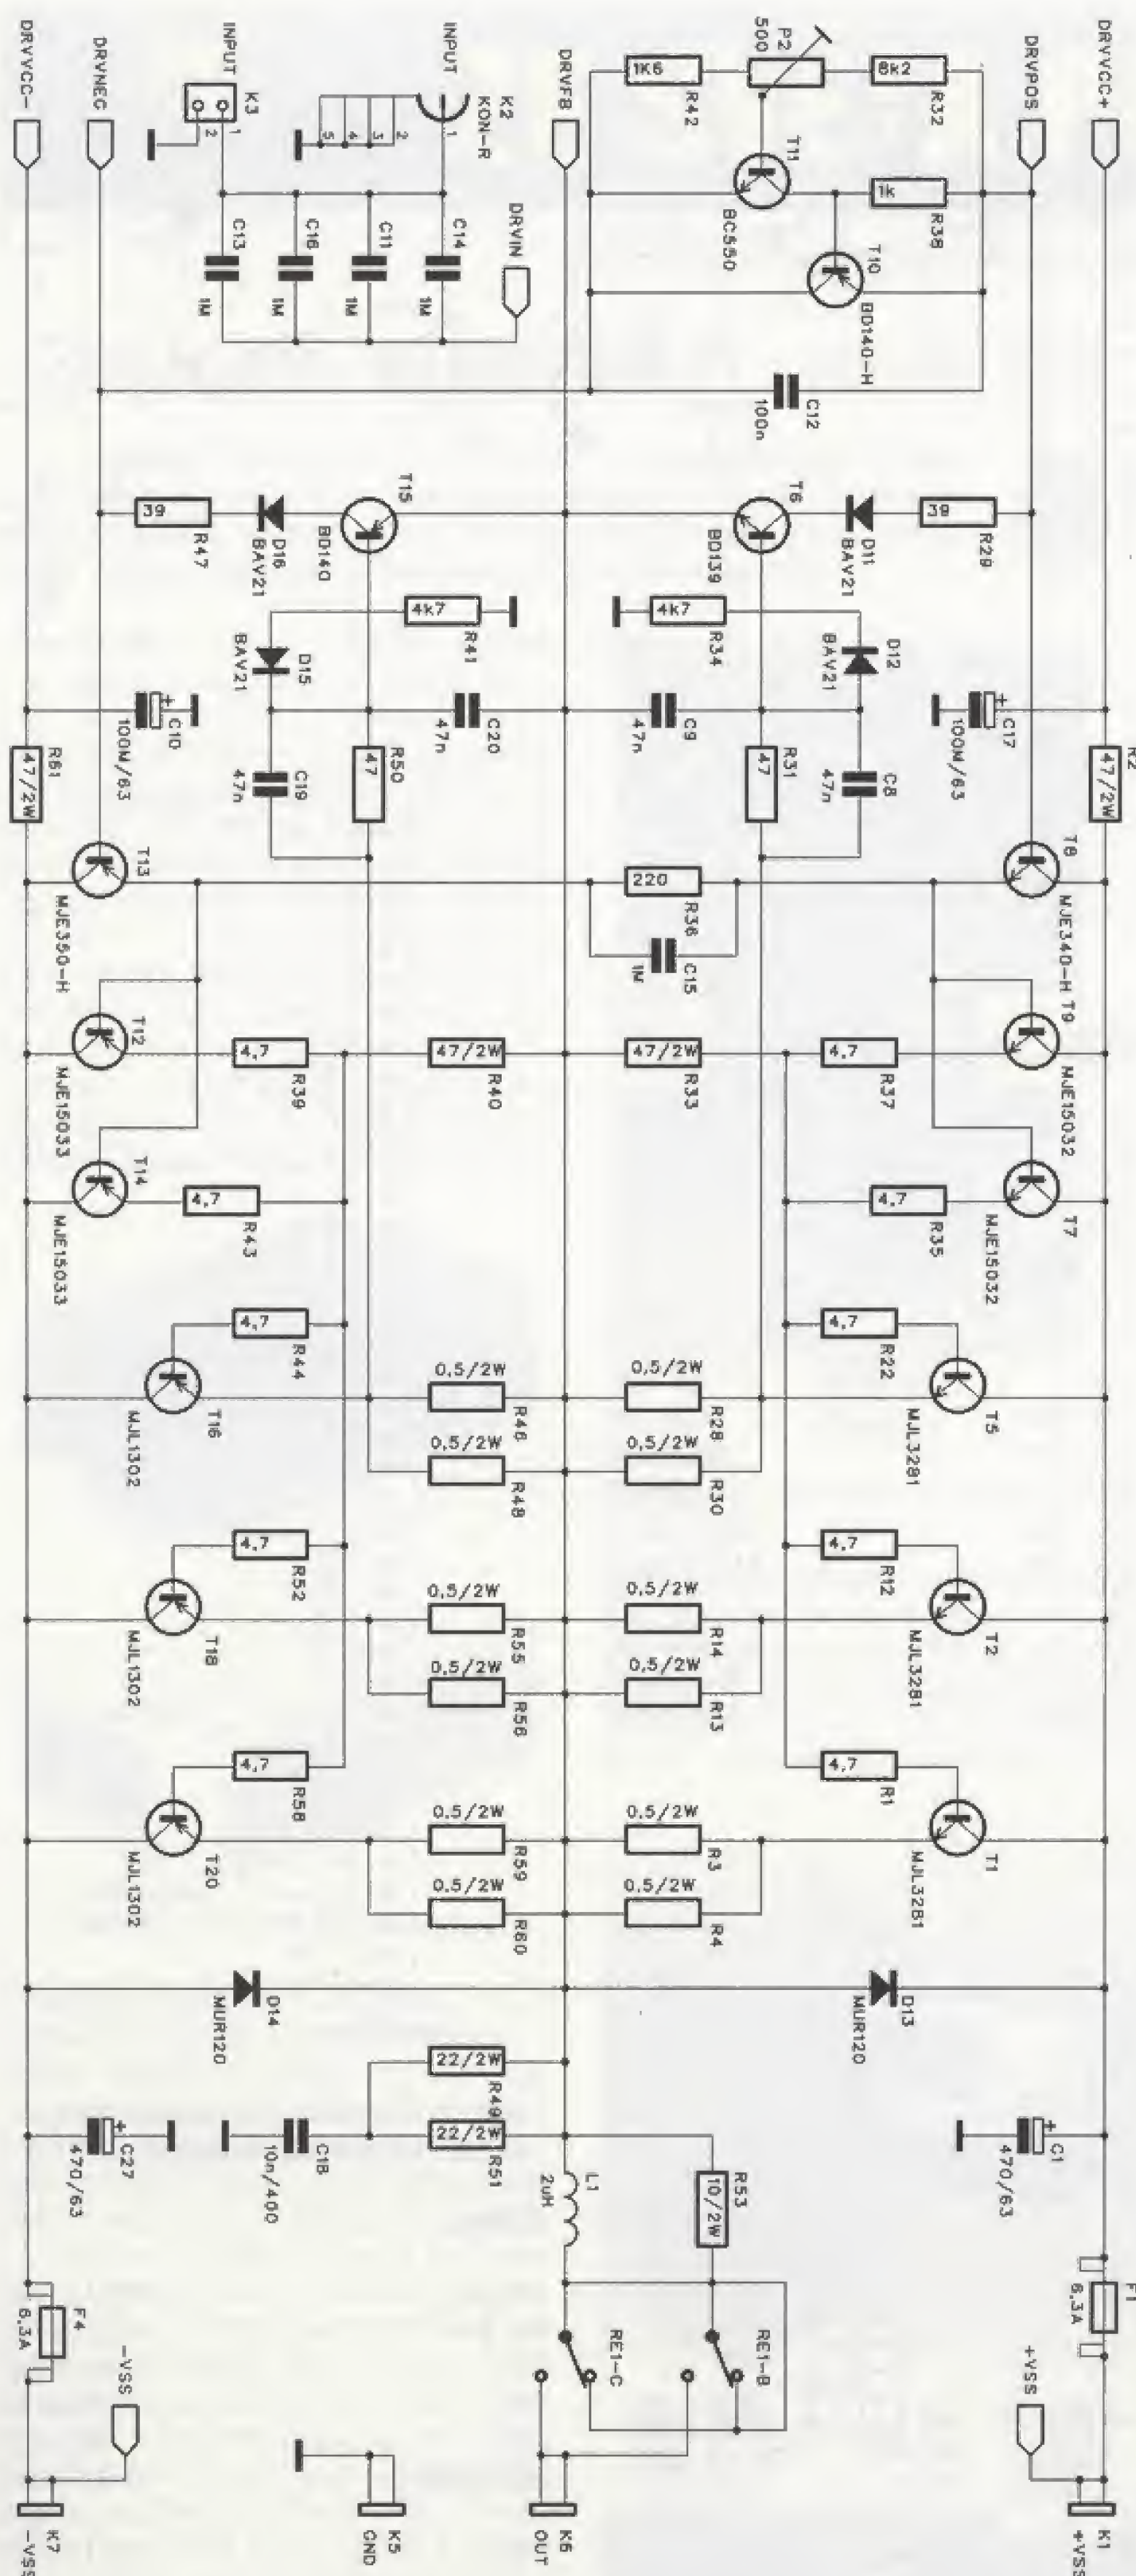 DRVVCC-
DRVNEG
INPUT
K3
1
2
INPUT
K2
KON-R
1
2
3
4
5
DRVFB
P2
500
1K6
R42
8k2
R32
DRVPOS
DRVVCC+
T11
BC550
1k
R38
T10
BD140-H
DRVIN
C13
1M
C16
1M
C11
1M
C14
1M
C12
100n
39
R47
D16
BAV21
T15
BD140
T6
BD139
D11
BAV21
39
R29
4k7
R41
4k7
R34
D15
BAV21
D12
BAV21
C10
100M/63
C20
47n
C9
47n
C17
100M/63
R61
47/2W
C19
47n
R50
47
R31
47
C8
47n
R2
47/2W
T13
MJE350-H
220
R36
C15
1M
T8
MJE340-H
T12
MJE15033
4,7
R39
47/2W
R40
47/2W
R33
4,7
R37
T9
MJE15032
T14
MJE15033
4,7
R43
4,7
R35
T7
MJE15032
4,7
R44
T16
MJL1302
0,5/2W
R46
0,5/2W
R48
0,5/2W
R28
0,5/2W
R30
4,7
R22
T5
MJL3281
4,7
R52
T18
MJL1302
0,5/2W
R55
0,5/2W
R56
0,5/2W
R14
0,5/2W
R13
4,7
R12
T2
MJL3281
4,7
R58
T20
MJL1302
0.5/2W
R59
0.5/2W
R60
0.5/2W
R3
0.5/2W
R4
4,7
R1
T1
MJL3281
D14
MUR120
D13
MUR120
22/2W
R49
22/2W
R51
C27
470/63
C18
10n/400
L1
2uH
R53
10/2W
C1
470/63
F4
6.3A
-VSS
RE1-C
RE1-B
F1
6.3A
+VSS
K7
-VSS
K5
GND
K6
OUT
K1
+VSS